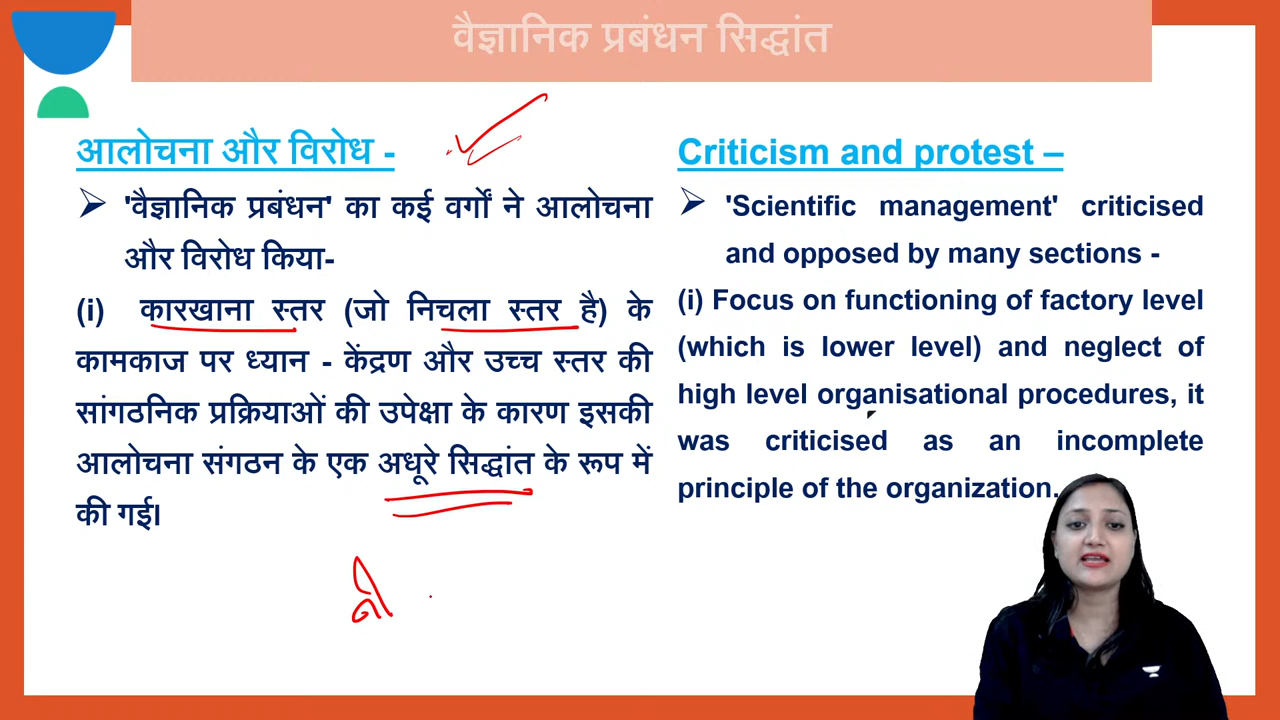 वैज्ञानिक प्रबंधन सिद्धांत
आलोचना और विरोध -
➢ 'वैज्ञानिक प्रबंधन' का कई वर्गों ने आलोचना
और विरोध किया-
(i) कारखाना स्तर (जो निचला स्तर है) के
कामकाज पर ध्यान - केंद्रण और उच्च स्तर की
सांगठनिक प्रक्रियाओं की उपेक्षा के कारण इसकी
आलोचना संगठन के एक अधूरे सिद्धांत के रूप में
की गई।
Criticism and protest –
➢ 'Scientific management' criticised
and opposed by many sections -
(i) Focus on functioning of factory level
(which is lower level) and neglect of
high level organisational procedures, it
was criticised as an incomplete
principle of the organization.